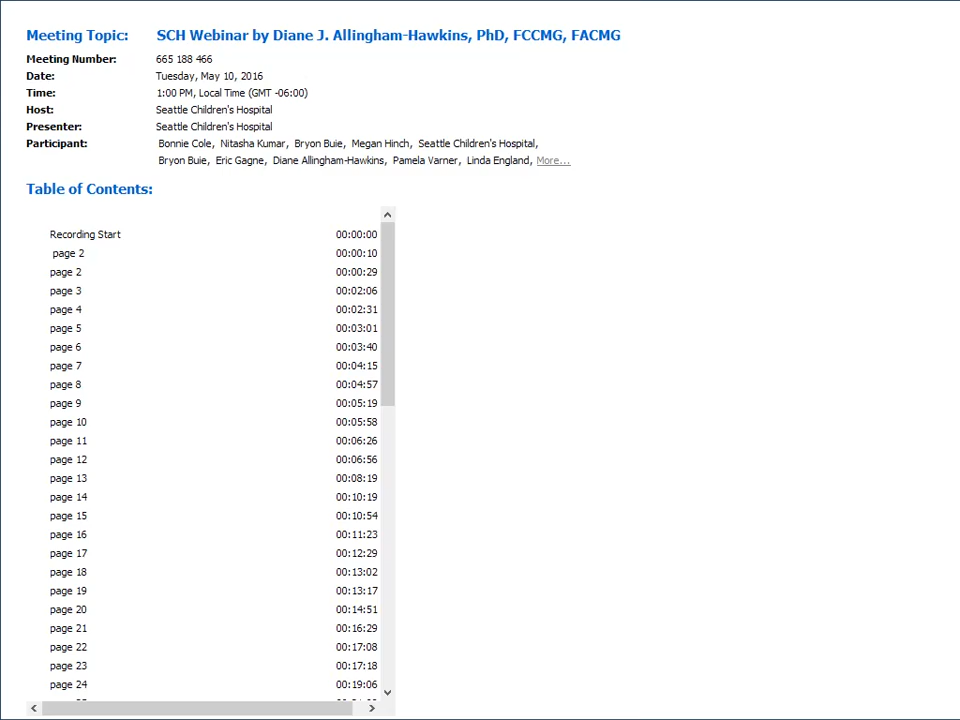 Meeting Topic: SCH Webinar by Diane J. Allingham-Hawkins, PhD, FCCMG, FACMG
Meeting Number: 665 188 466
Date: Tuesday, May 10, 2016
Time: 1:00 PM, Local Time (GMT -06:00)
Host: Seattle Children's Hospital
Presenter: Seattle Children's Hospital
Participant: Bonnie Cole, Nitasha Kumar, Bryon Buie, Megan Hinch, Seattle Children's Hospital,
Bryon Buie, Eric Gagne, Diane Allingham-Hawkins, Pamela Varner, Linda England, More...
Table of Contents:
Recording Start 00:00:00
page 2 00:00:10
page 2 00:00:29
page 3 00:02:06
page 4 00:02:31
page 5 00:03:01
page 6 00:03:40
page 7 00:04:15
page 8 00:04:57
page 9 00:05:19
page 10 00:05:58
page 11 00:06:26
page 12 00:06:56
page 13 00:08:19
page 14 00:10:19
page 15 00:10:54
page 16 00:11:23
page 17 00:12:29
page 18 00:13:02
page 19 00:13:17
page 20 00:14:51
page 21 00:16:29
page 22 00:17:08
page 23 00:17:18
page 24 00:19:06